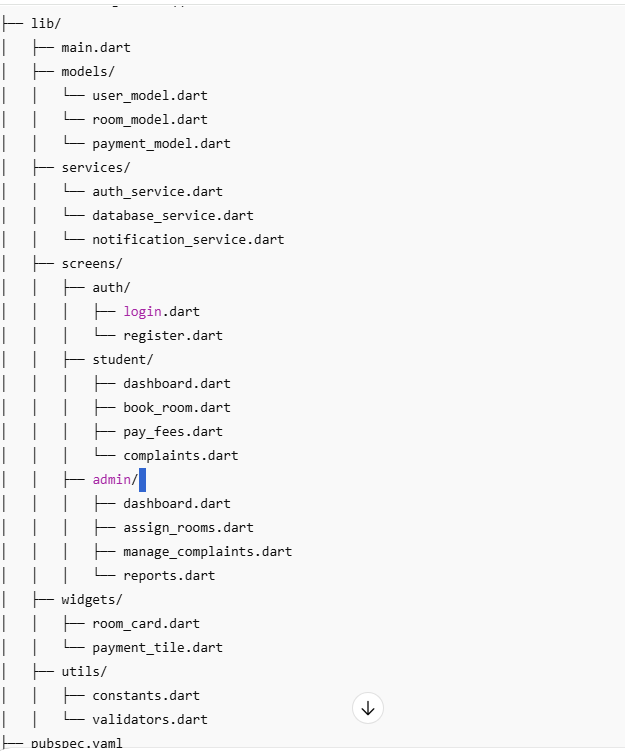 ├── lib/
│   ├── main.dart
│   ├── models/
│   │   └── user_model.dart
│   │   └── room_model.dart
│   │   └── payment_model.dart
│   ├── services/
│   │   └── auth_service.dart
│   │   └── database_service.dart
│   │   └── notification_service.dart
│   ├── screens/
│   │   ├── auth/
│   │   │   ├── login.dart
│   │   │   └── register.dart
│   │   ├── student/
│   │   │   ├── dashboard.dart
│   │   │   ├── book_room.dart
│   │   │   ├── pay_fees.dart
│   │   │   └── complaints.dart
│   │   ├── admin/
│   │   │   ├── dashboard.dart
│   │   │   ├── assign_rooms.dart
│   │   │   ├── manage_complaints.dart
│   │   │   └── reports.dart
│   ├── widgets/
│   │   ├── room_card.dart
│   │   └── payment_tile.dart
│   ├── utils/
│   │   ├── constants.dart
│   │   └── validators.dart
├── pubspec.yaml